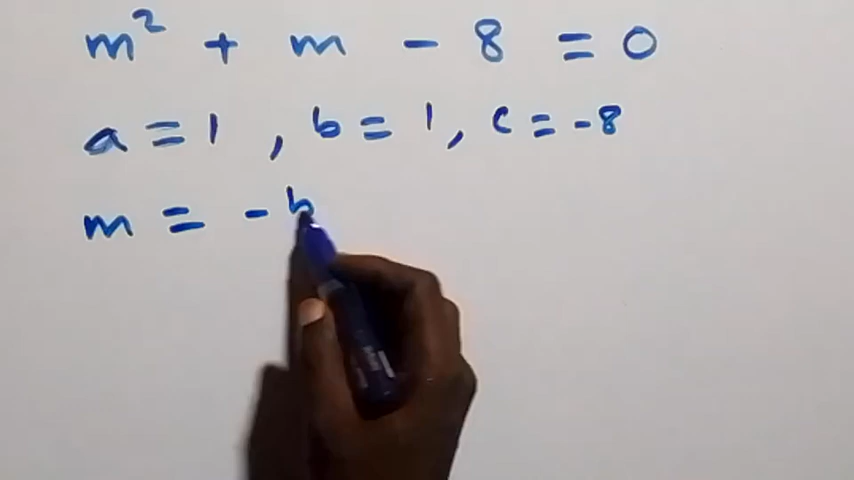 m² + m - 8 = 0
a = 1 , b = 1 , c = -8
m = - b